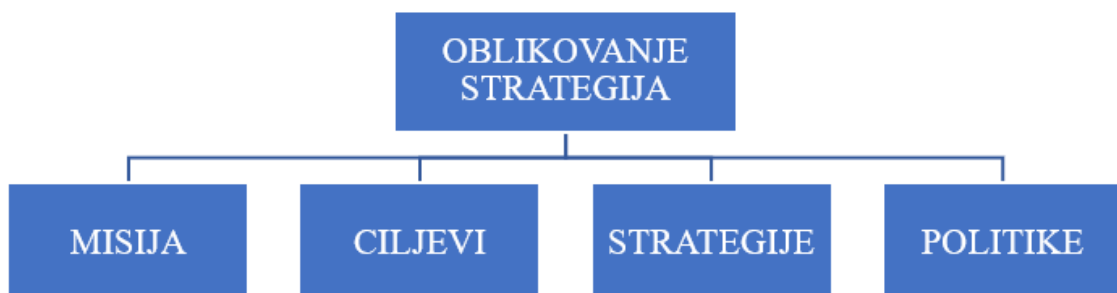 OBLIKOVANJE
STRATEGIJA
MISIJA
CILJEVI
STRATEGIJE
POLITIKE